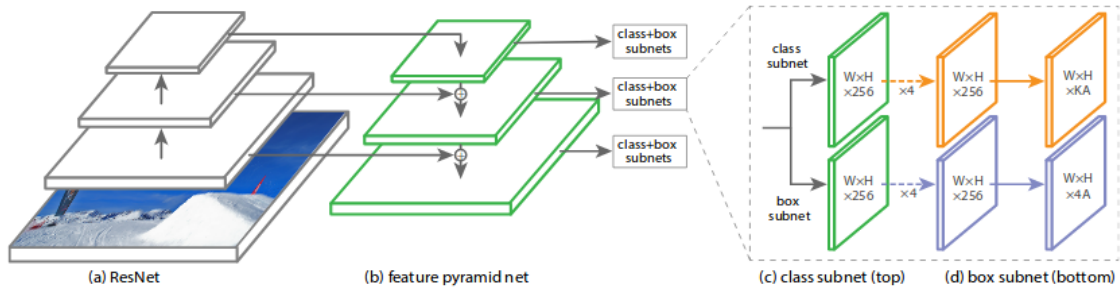 class+box
subnets
class+box
subnets
class+box
subnets
class
subnet
box
subnet
W×H
×256
×4
W×H
×256
W×H
×KA
W×H
×256
×4
W×H
×256
W×H
×4A
(a) ResNet
(b) feature pyramid net
(c) class subnet (top)
(d) box subnet (bottom)